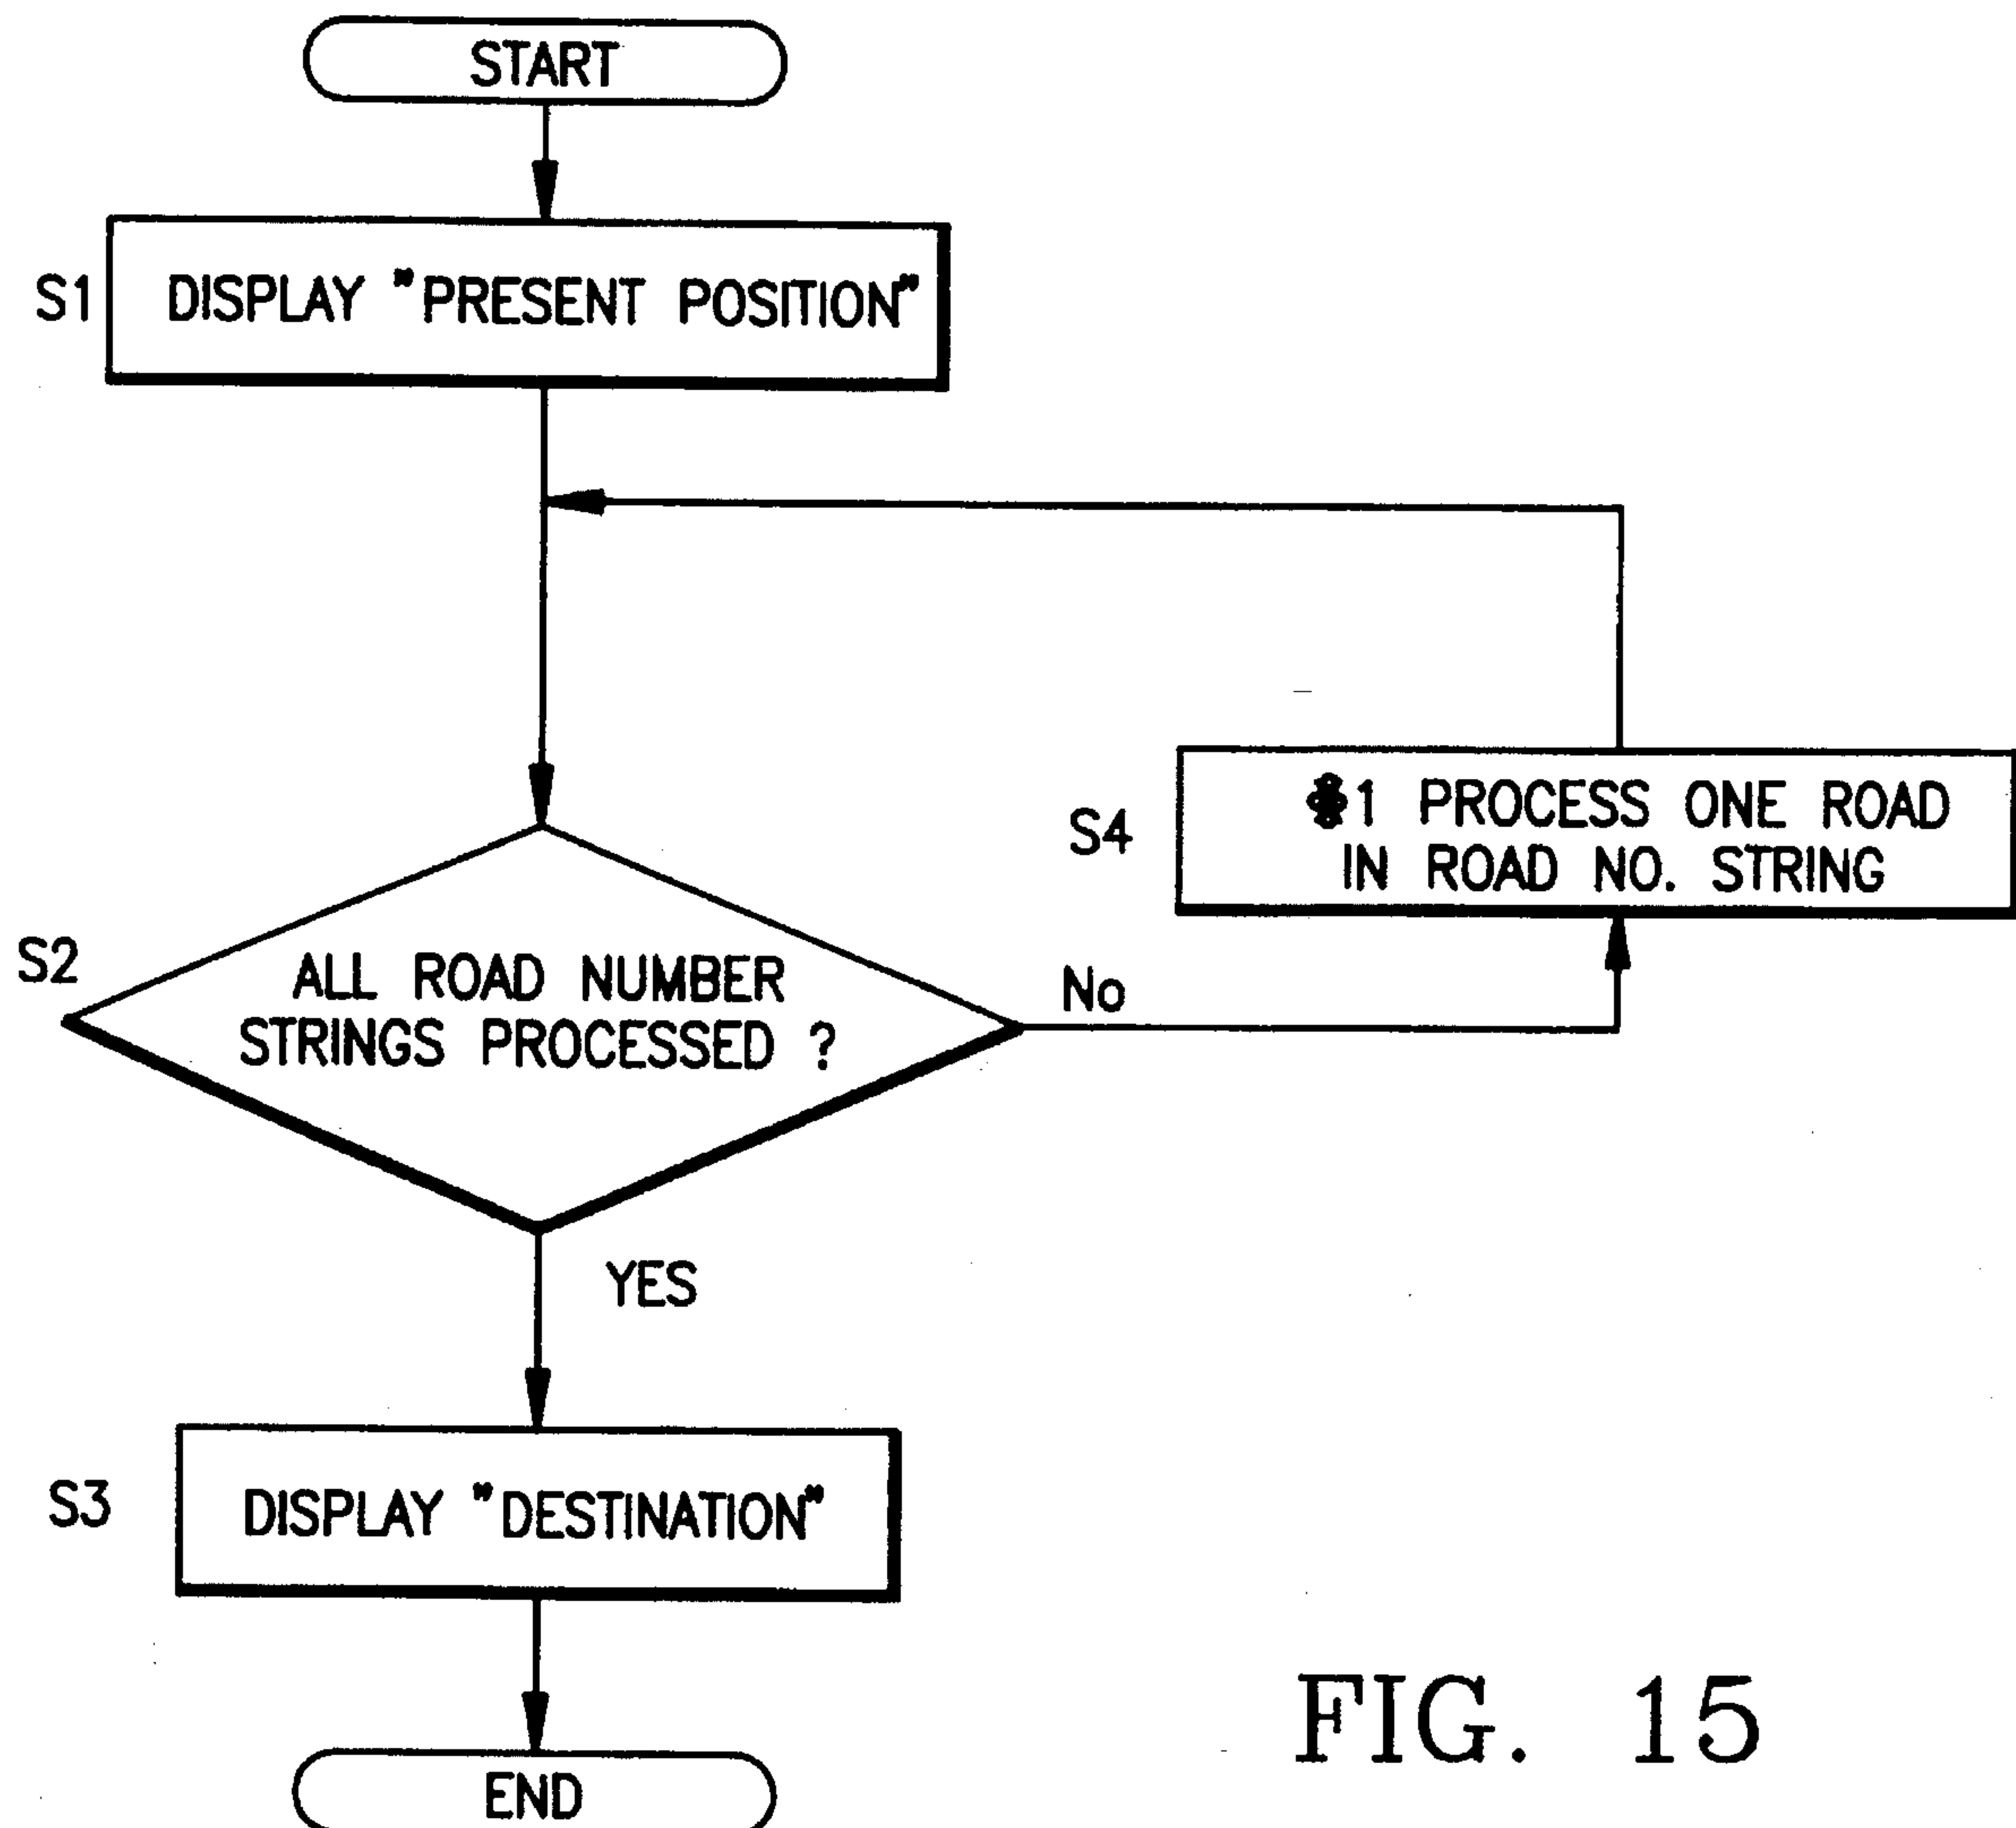 START
S1
DISPLAY "PRESENT POSITION"
S4
*1 PROCESS ONE ROAD
IN ROAD NO. STRING
S2
ALL ROAD NUMBER
STRINGS PROCESSED ?
No
YES
S3
DISPLAY "DESTINATION"
END
FIG. 15